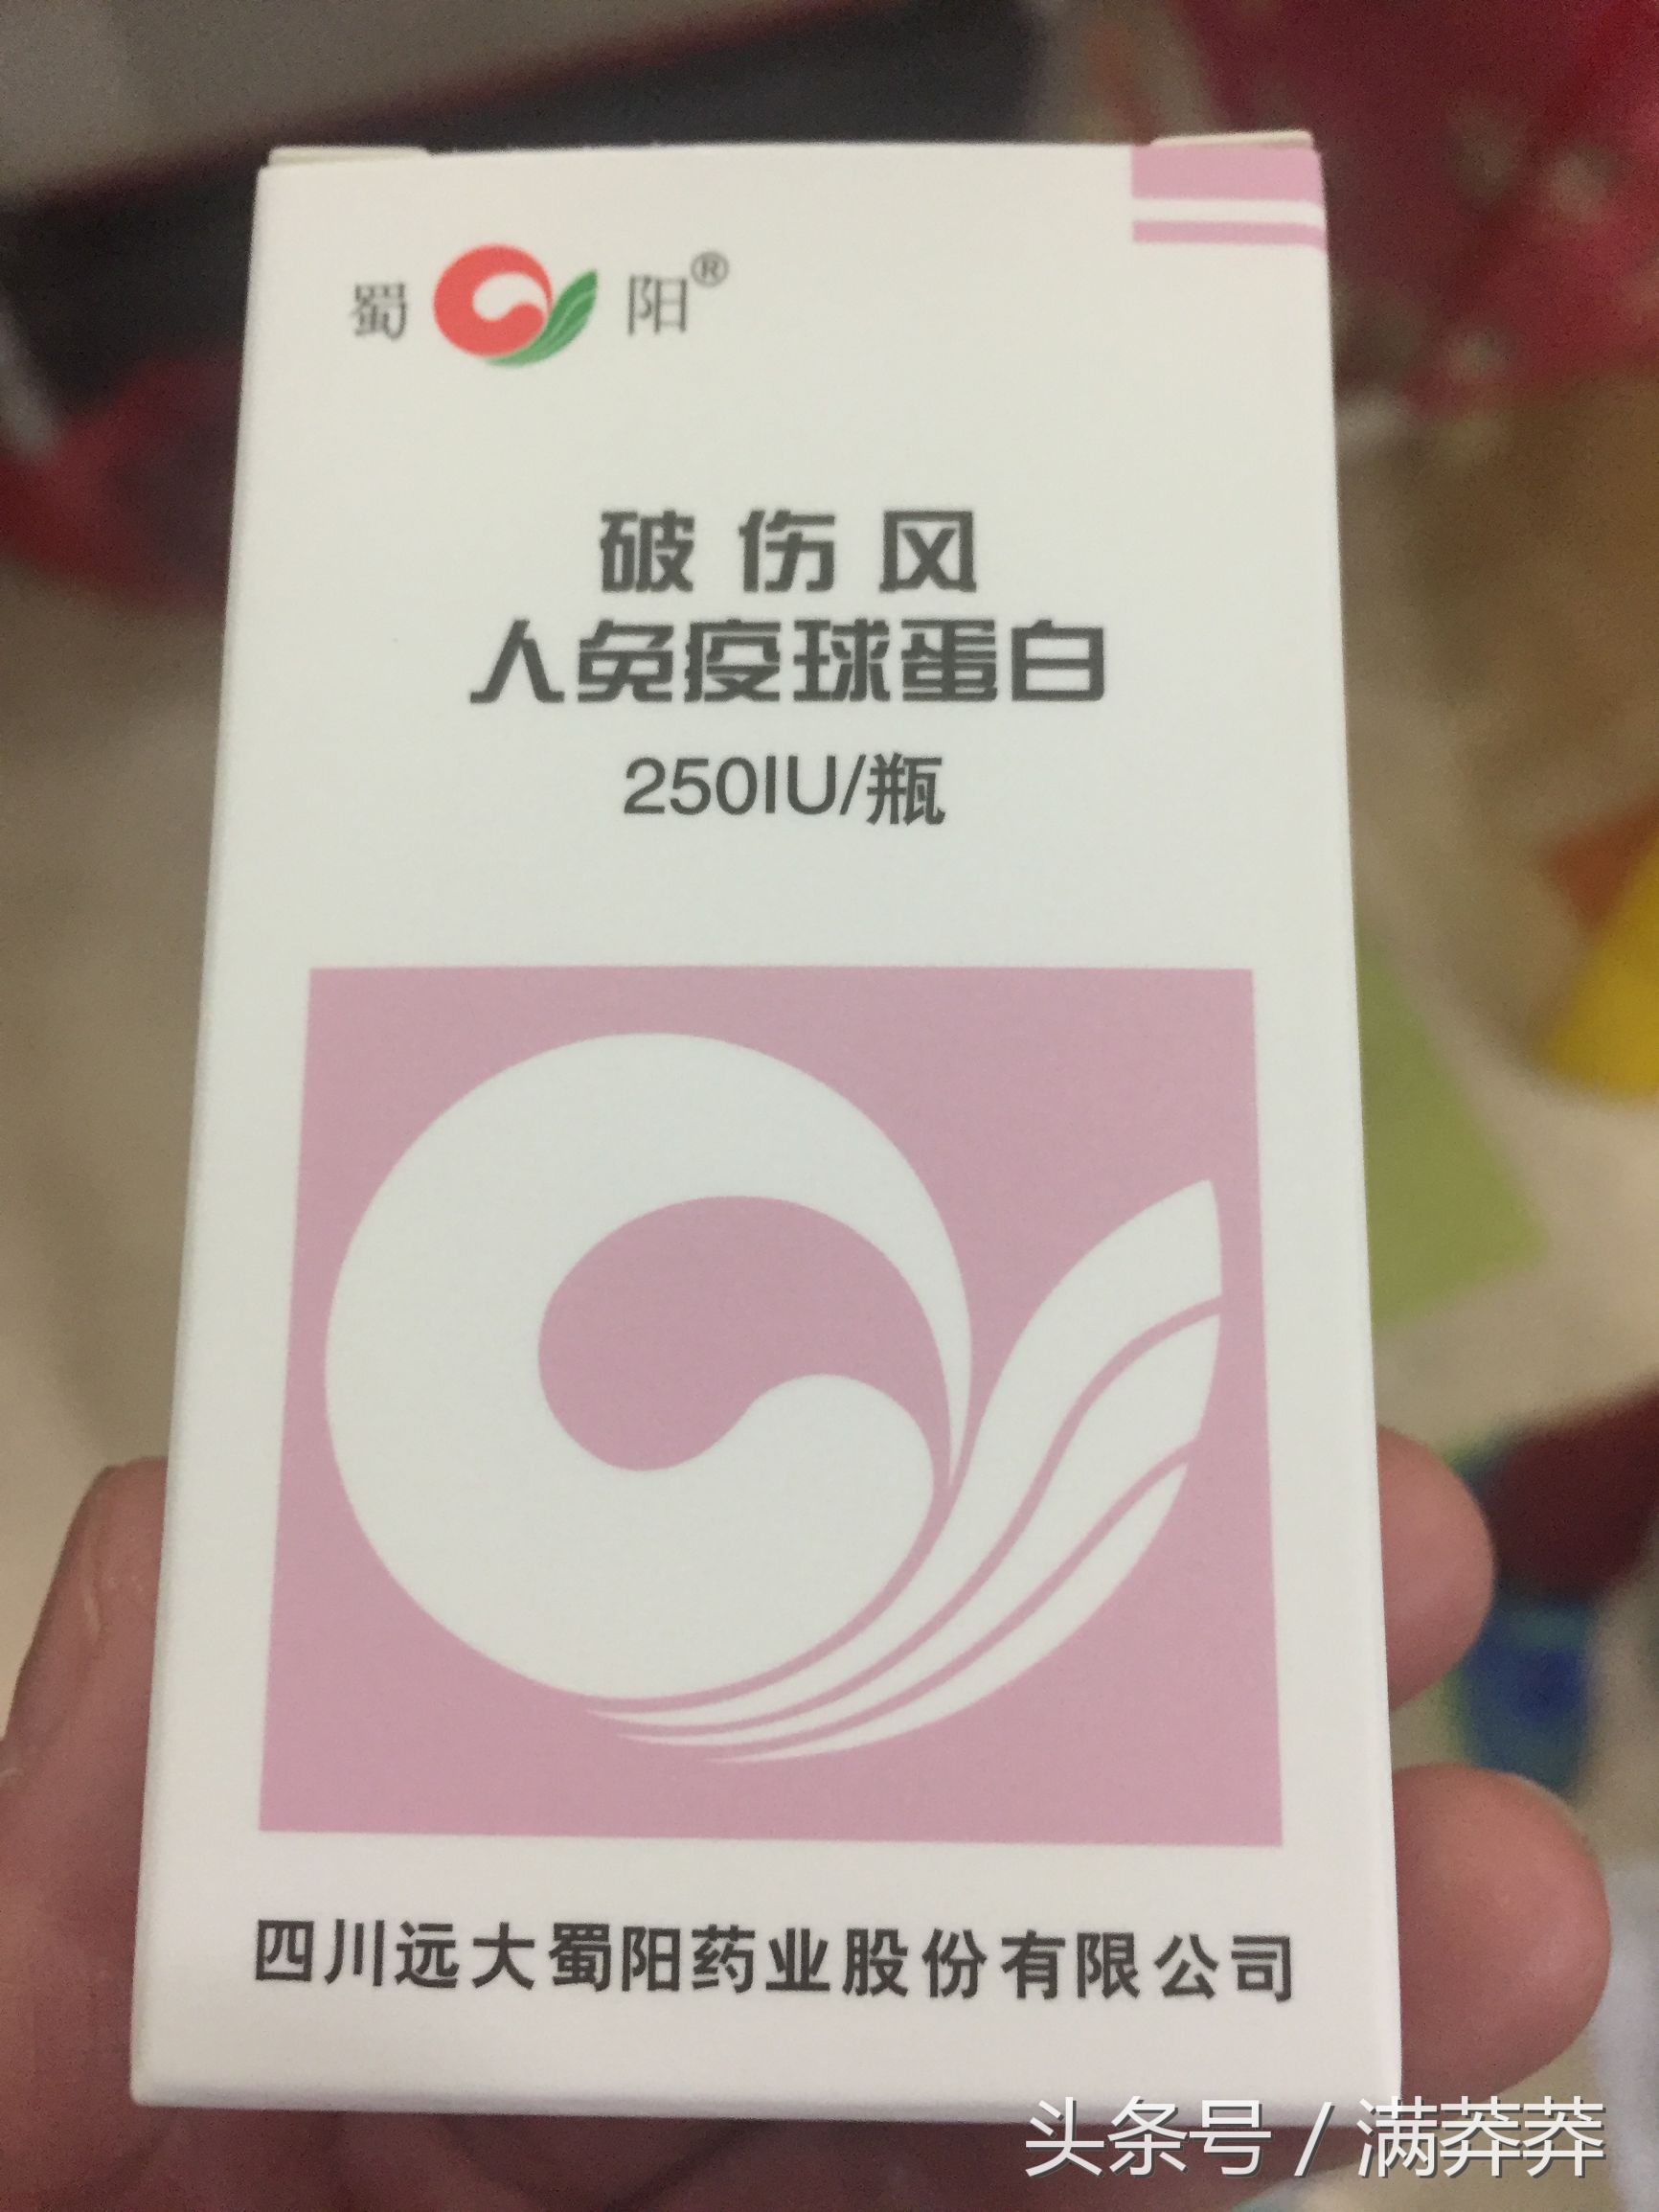 蜀阳®
破伤风
人免疫球蛋白
250IU/瓶
四川远大蜀阳药业股份有限公司
头条号 / 满莽莽